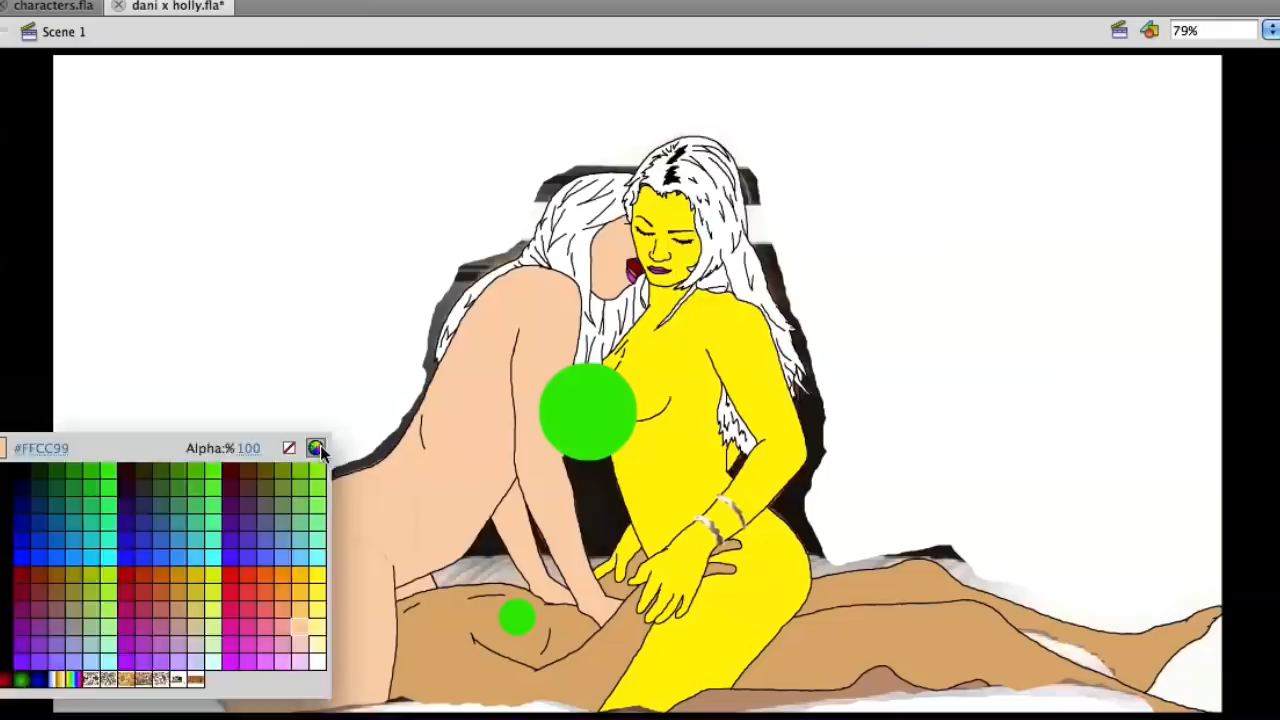 characters.fla
dani x holly.fla*
Scene 1
79%
#FFCC99
Alpha:% 100